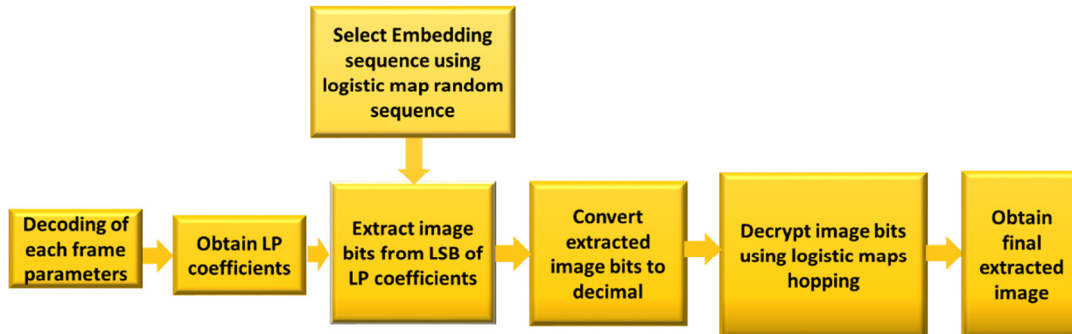 Select Embedding
sequence using
logistic map random
sequence
Decoding of
each frame
parameters
Obtain LP
coefficients
Extract image
bits from LSB of
LP coefficients
Convert
extracted
image bits to
decimal
Decrypt image bits
using logistic maps
hopping
Obtain
final
extracted
image